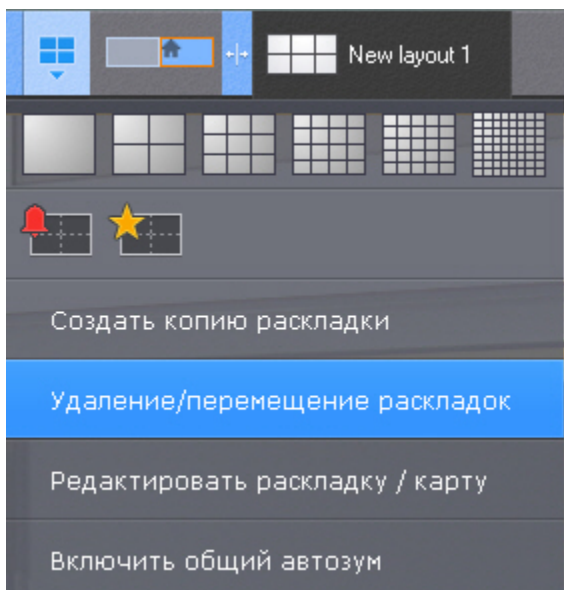 New layout 1
Создать копию раскладки
Удаление/перемещение раскладок
Редактировать раскладку / карту
Включить общий автозум